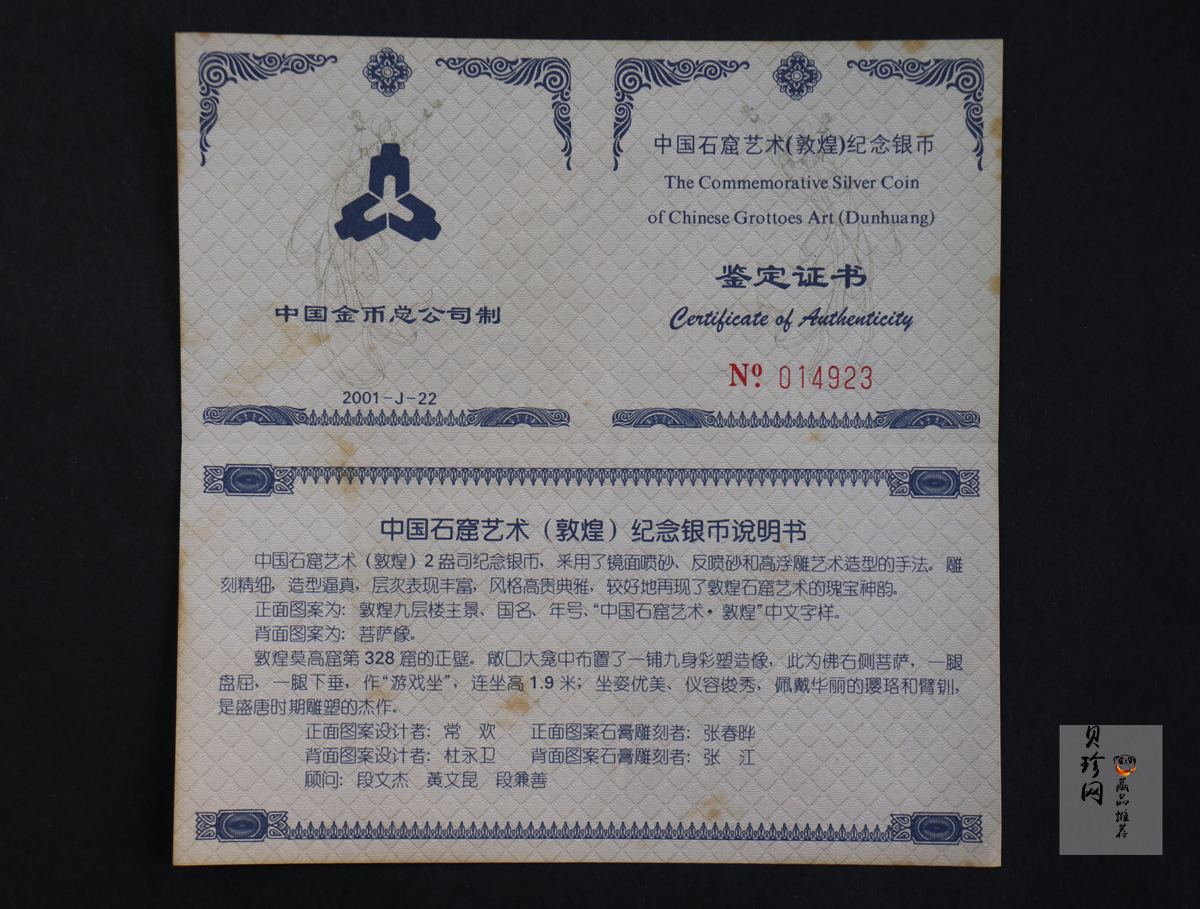 中国金币总公司制
2001-J-22
中国石窟艺术(敦煌)纪念银币
The Commemorative Silver Coin
of Chinese Grottoes Art (Dunhuang)
鉴定证书
Certificate of Authenticity
Nº 014923
中国石窟艺术（敦煌）纪念银币说明书
中国石窟艺术（敦煌）2盎司纪念银币，采用了镜面喷砂、反喷砂和高浮雕艺术造型的手法。雕
刻精细，造型逼真，层次表现丰富，风格高贵典雅，较好地再现了敦煌石窟艺术的瑰宝神韵。
正面图案为：敦煌九层楼主景、国名、年号、“中国石窟艺术·敦煌”中文字样。
背面图案为：菩萨像。
敦煌莫高窟第328窟的正壁。敞口大龛中布置了一铺九身彩塑造像，此为佛右侧菩萨，一腿
盘屈，一腿下垂，作“游戏坐”，连坐高1.9米；坐姿优美、仪容俊秀，佩戴华丽的璎珞和臂钏，
是盛唐时期雕塑的杰作。
正面图案设计者：常　欢　　正面图案石膏雕刻者：张春晔
背面图案设计者：杜永卫　　背面图案石膏雕刻者：张　江
顾问：段文杰　黄文昆　段兼善
贝珍网
藏品推荐